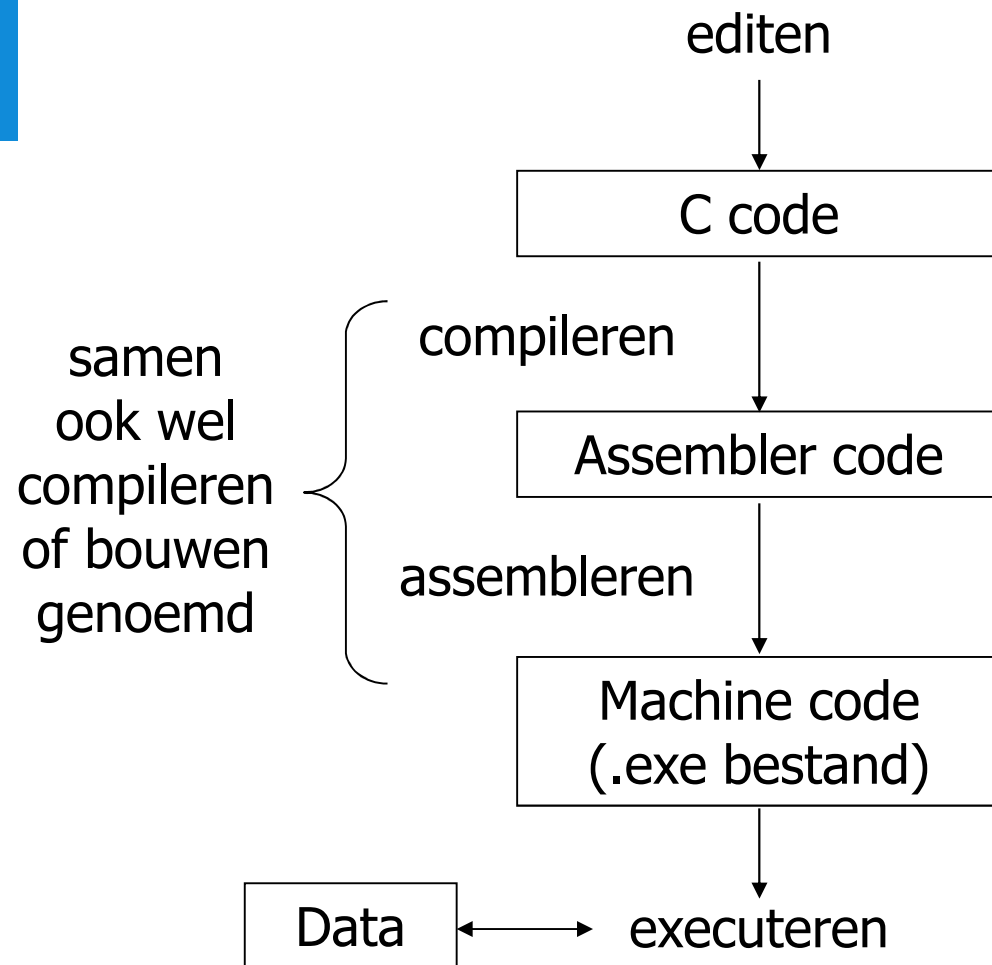 editen
C code
compileren
samen
ook wel
compileren
of bouwen
genoemd
Assembler code
assembleren
Machine code
(.exe bestand)
Data
executeren